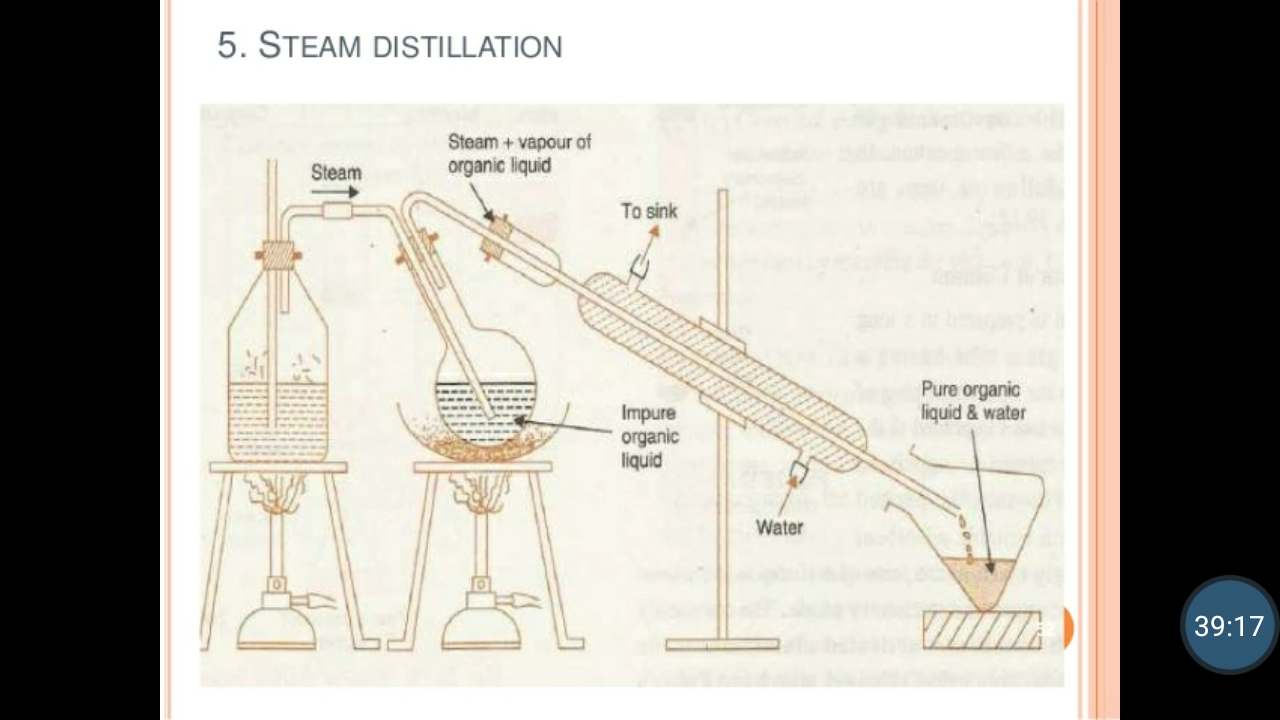 5. STEAM DISTILLATION
Steam + vapour of
organic liquid
Steam
To sink
Pure organic
liquid & water
Impure
organic
liquid
Water
39:17